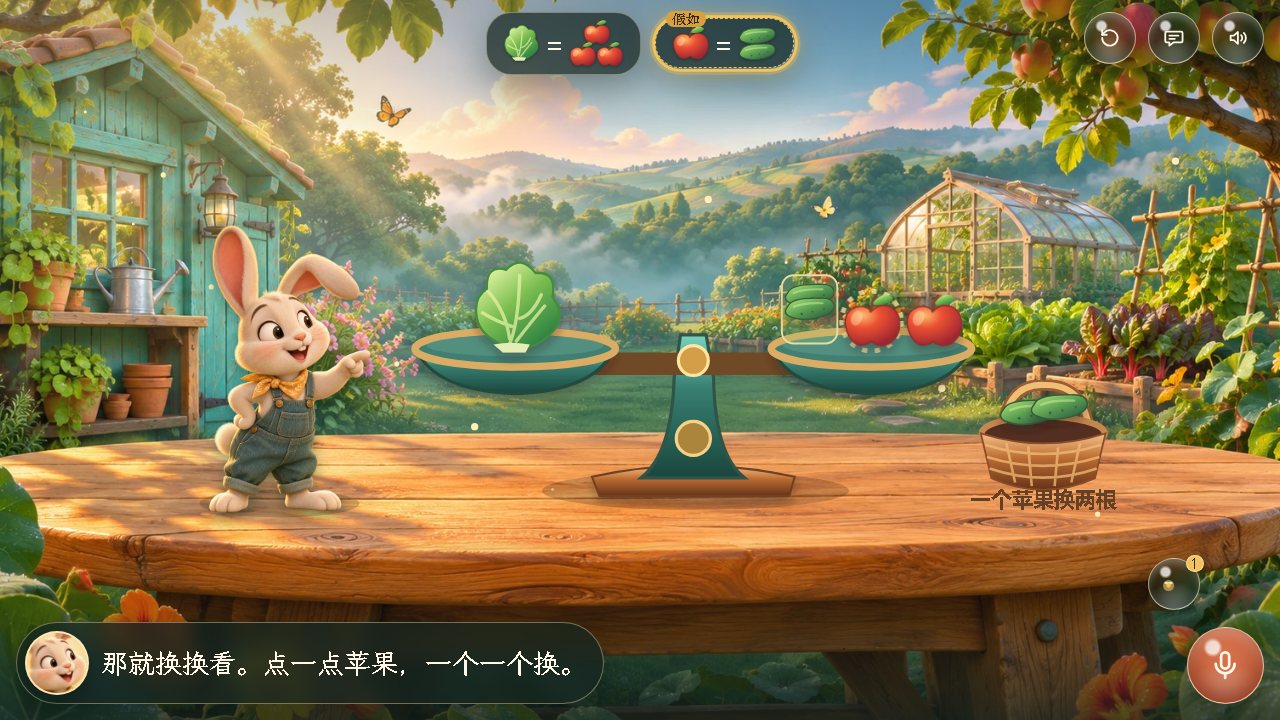 假如
=
=
一个苹果换两根
1
那就换换看。点一点苹果，一个一个换。